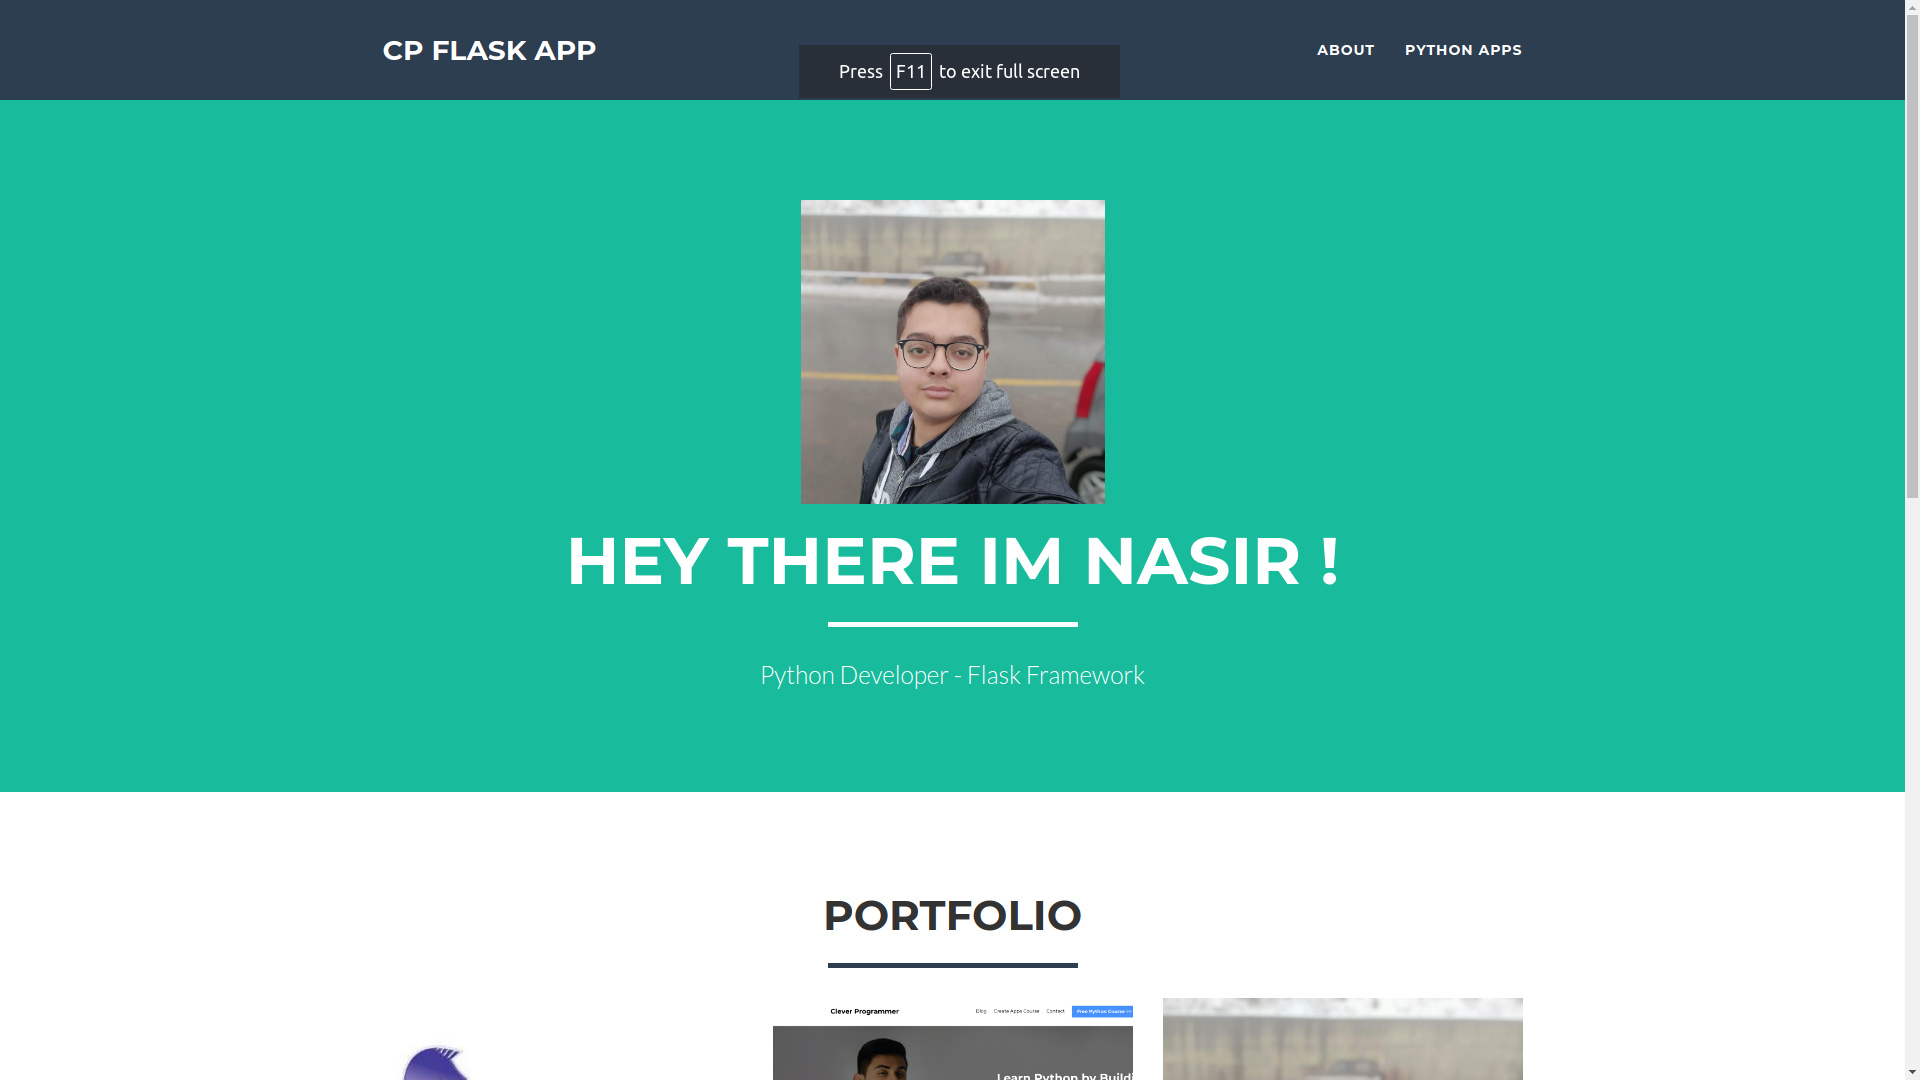 CP FLASK APP
Press F11 to exit full screen
ABOUT
PYTHON APPS
HEY THERE IM NASIR !
Python Developer - Flask Framework
PORTFOLIO
Clever Programmer
Blog
Create Apps Course
Contact
Free Python Course >>
Learn Python by Buildi